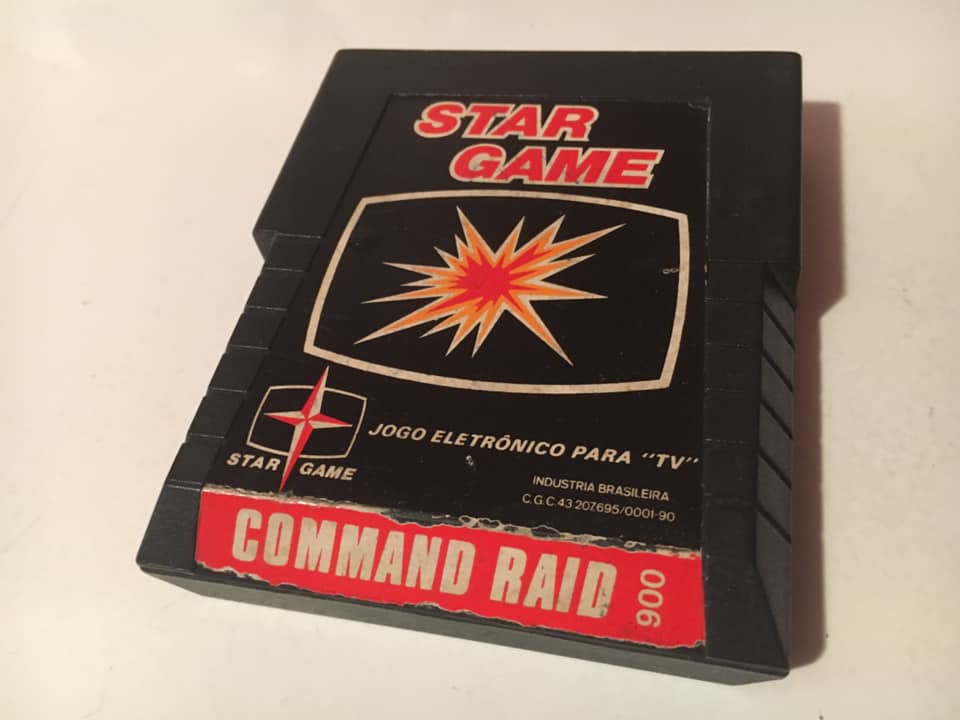 STAR
GAME
STAR GAME
JOGO ELETRÔNICO PARA "TV"
INDUSTRIA BRASILEIRA
C.G.C 43 207.695/0001-90
COMMAND RAID
006